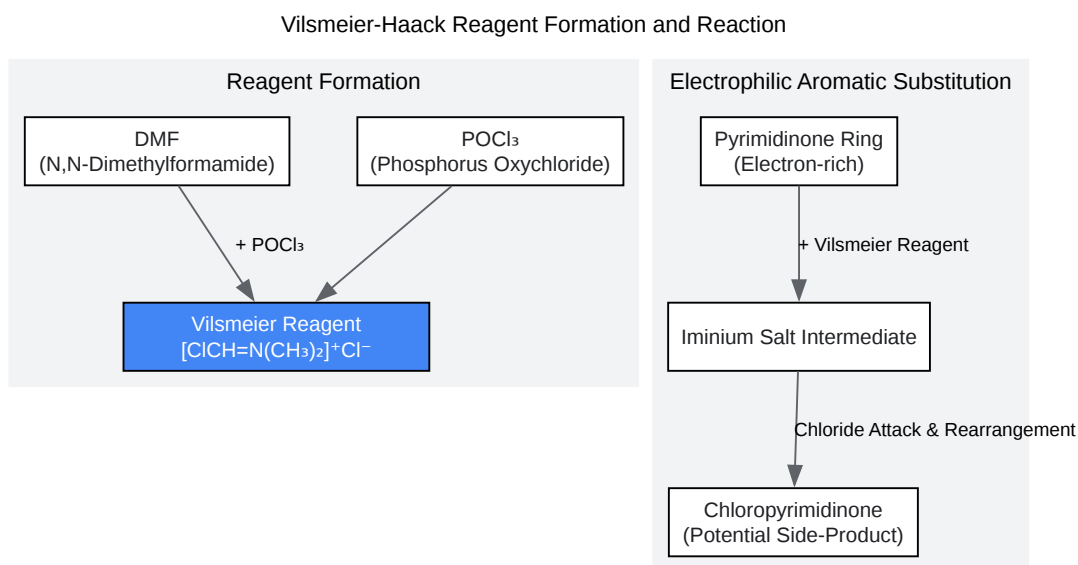 Vilsmeier-Haack Reagent Formation and Reaction
Reagent Formation
DMF
(N,N-Dimethylformamide)
POCl₃
(Phosphorus Oxychloride)
+ POCl₃
Vilsmeier Reagent
[ClCH=N(CH₃)₂]⁺Cl⁻
Electrophilic Aromatic Substitution
Pyrimidinone Ring
(Electron-rich)
+ Vilsmeier Reagent
Iminium Salt Intermediate
Chloride Attack & Rearrangement
Chloropyrimidinone
(Potential Side-Product)